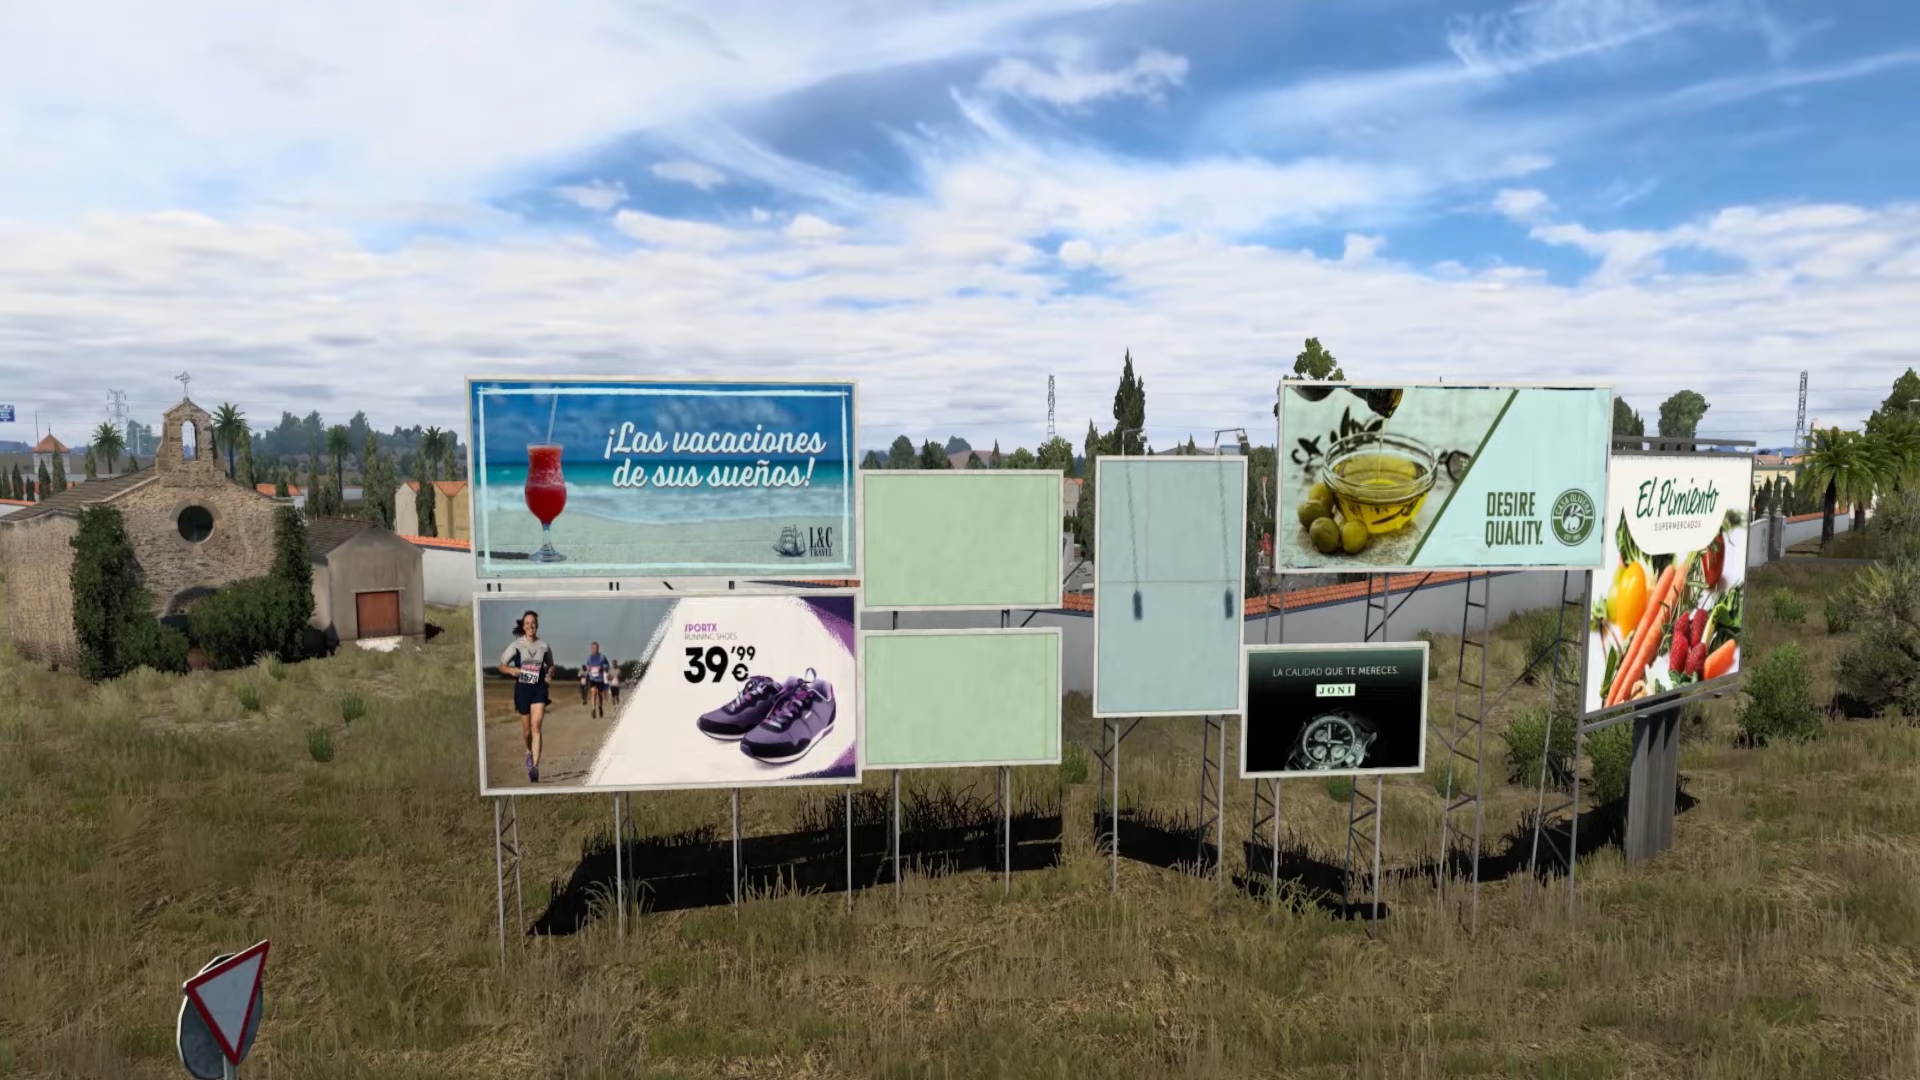 ¡Las vacaciones
de sus sueños!
L&C
TRAVEL
SPORTX
RUNNING SHOES
39'99
€
1573
DESIRE
QUALITY.
LA CALIDAD QUE TE MERECES.
JONI
El Pimiento
SUPERMERCADOS